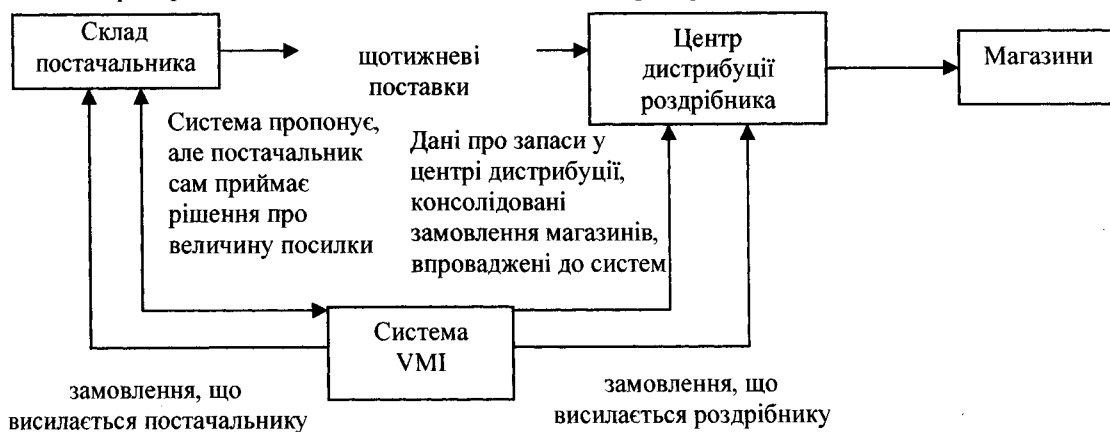 Склад
постачальника
щотижневі
поставки
Центр
дистрибуції
роздрібника
Магазини
Система пропонує,
але постачальник
сам приймає
рішення про
величину посилки
Дані про запаси у
центрі дистрибуції,
консолідовані
замовлення магазинів,
впроваджені до систем
Система
VMI
замовлення, що
висилається постачальнику
замовлення, що
висилається роздрібнику